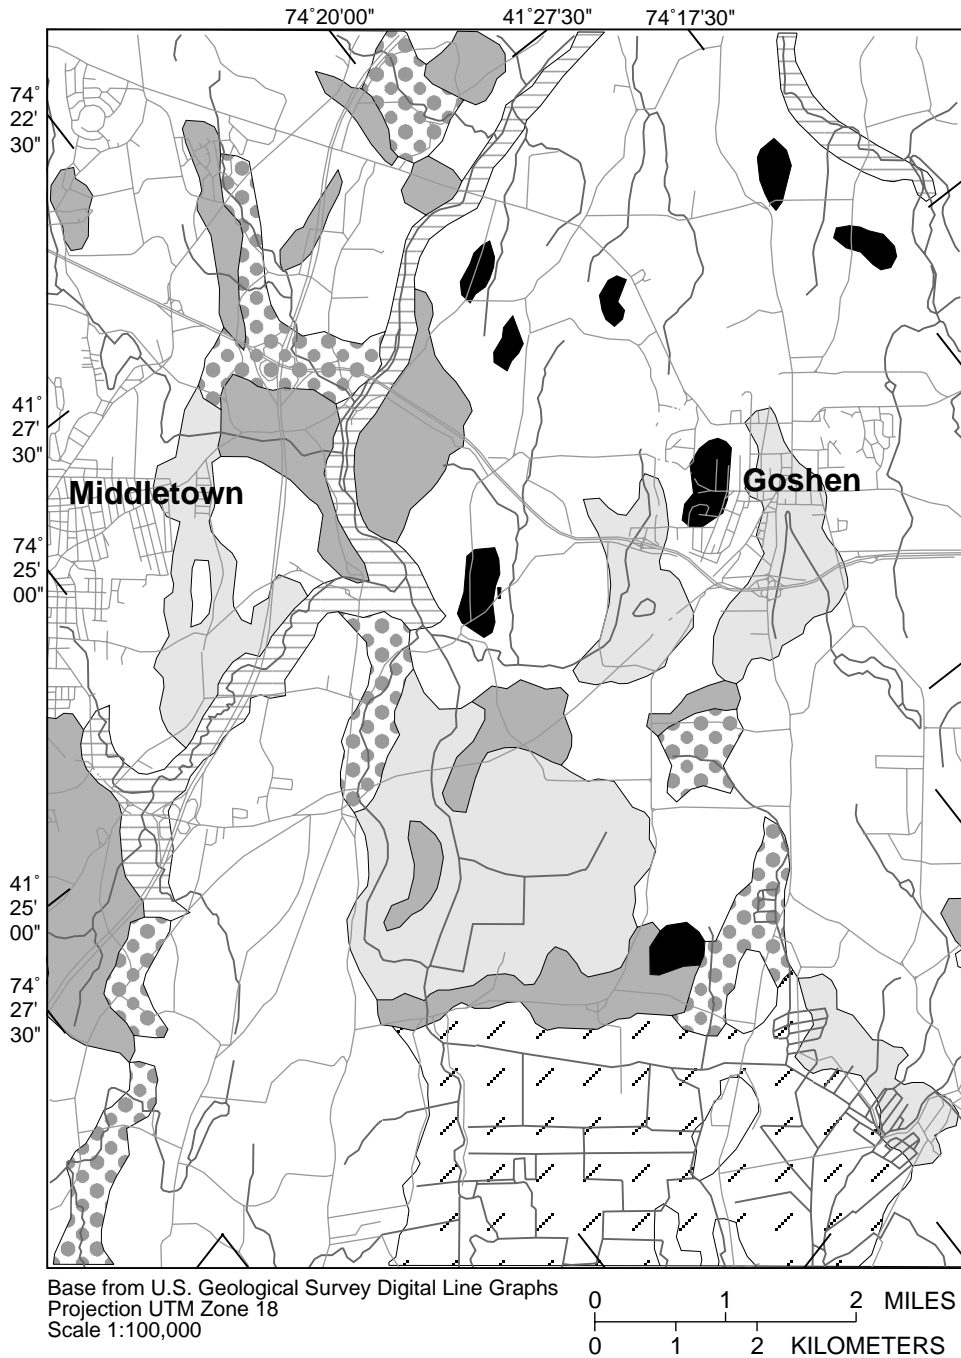 74°20'00" 41°27'30" 74°17'30"
74°
22'
30"
41°
27'
30"
Middletown
Goshen
74°
25'
00"
41°
25'
00"
74°
27'
30"
Base from U.S. Geological Survey Digital Line Graphs
Projection UTM Zone 18
Scale 1:100,000
0 1 2 MILES
0 1 2 KILOMETERS